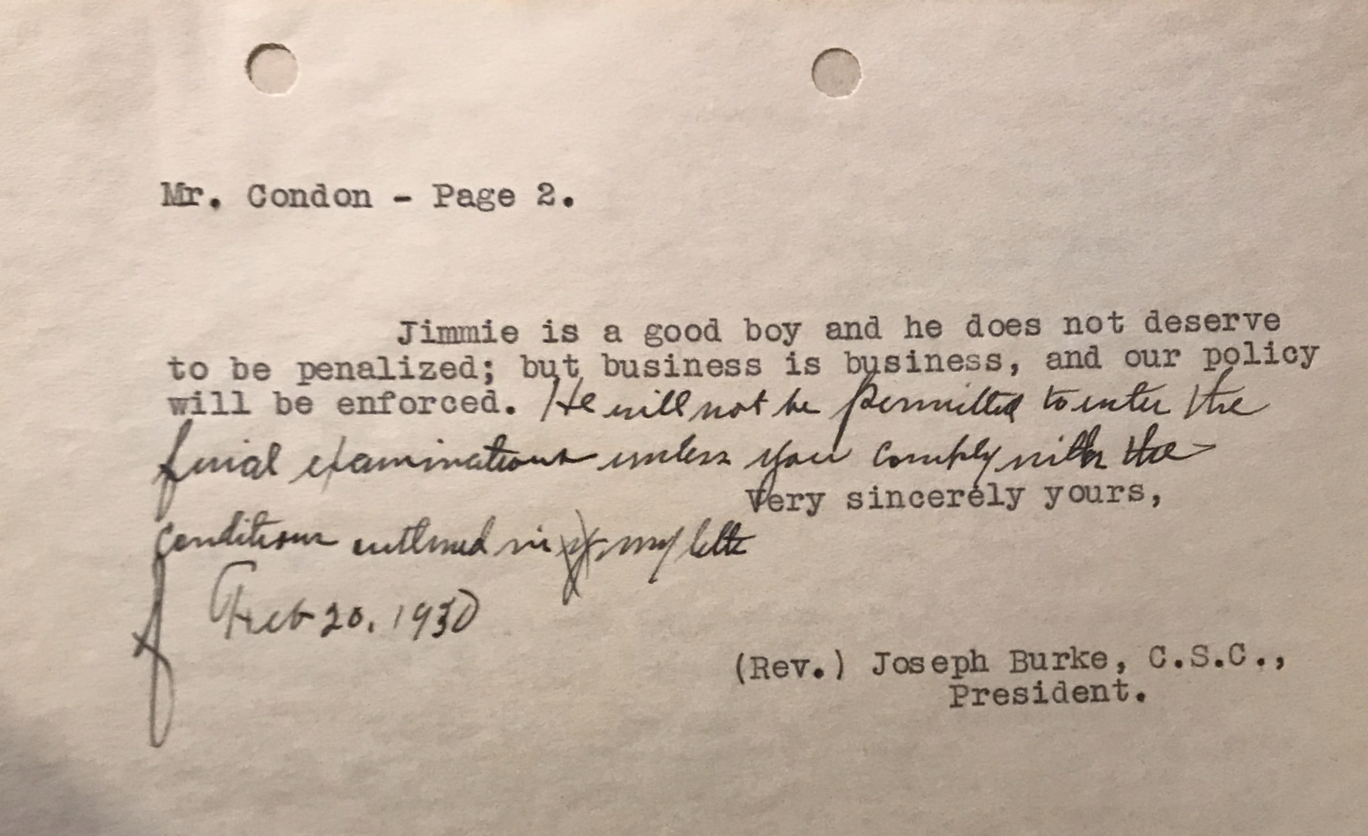 Mr. Condon - Page 2.
Jimmie is a good boy and he does not deserve
to be penalized; but business is business, and our policy
will be enforced. He will not be permitted to enter the
final examinations unless you comply with the
Very sincerely yours,
conditions outlined in my letter
Feb 20, 1930
(Rev.) Joseph Burke, C.S.C.,
President.